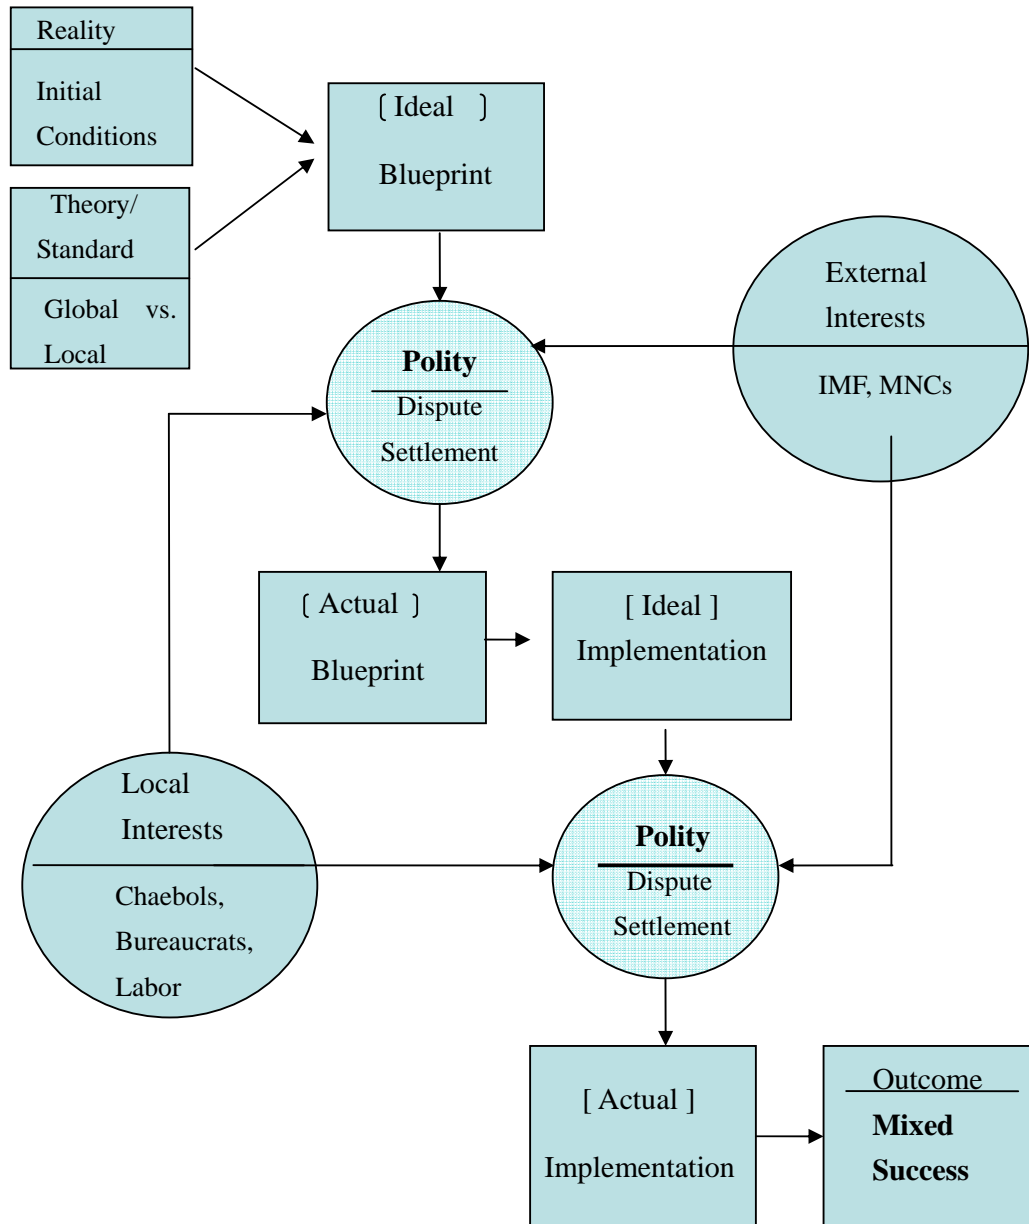 Reality
Initial
Conditions
Theory/
Standard
Global vs.
Local
〔 Ideal 〕
Blueprint
External
Interests
IMF, MNCs
Polity
Dispute
Settlement
〔 Actual 〕
Blueprint
[ Ideal ]
Implementation
Local
Interests
Chaebols,
Bureaucrats,
Labor
Polity
Dispute
Settlement
[ Actual ]
Implementation
Outcome
Mixed
Success